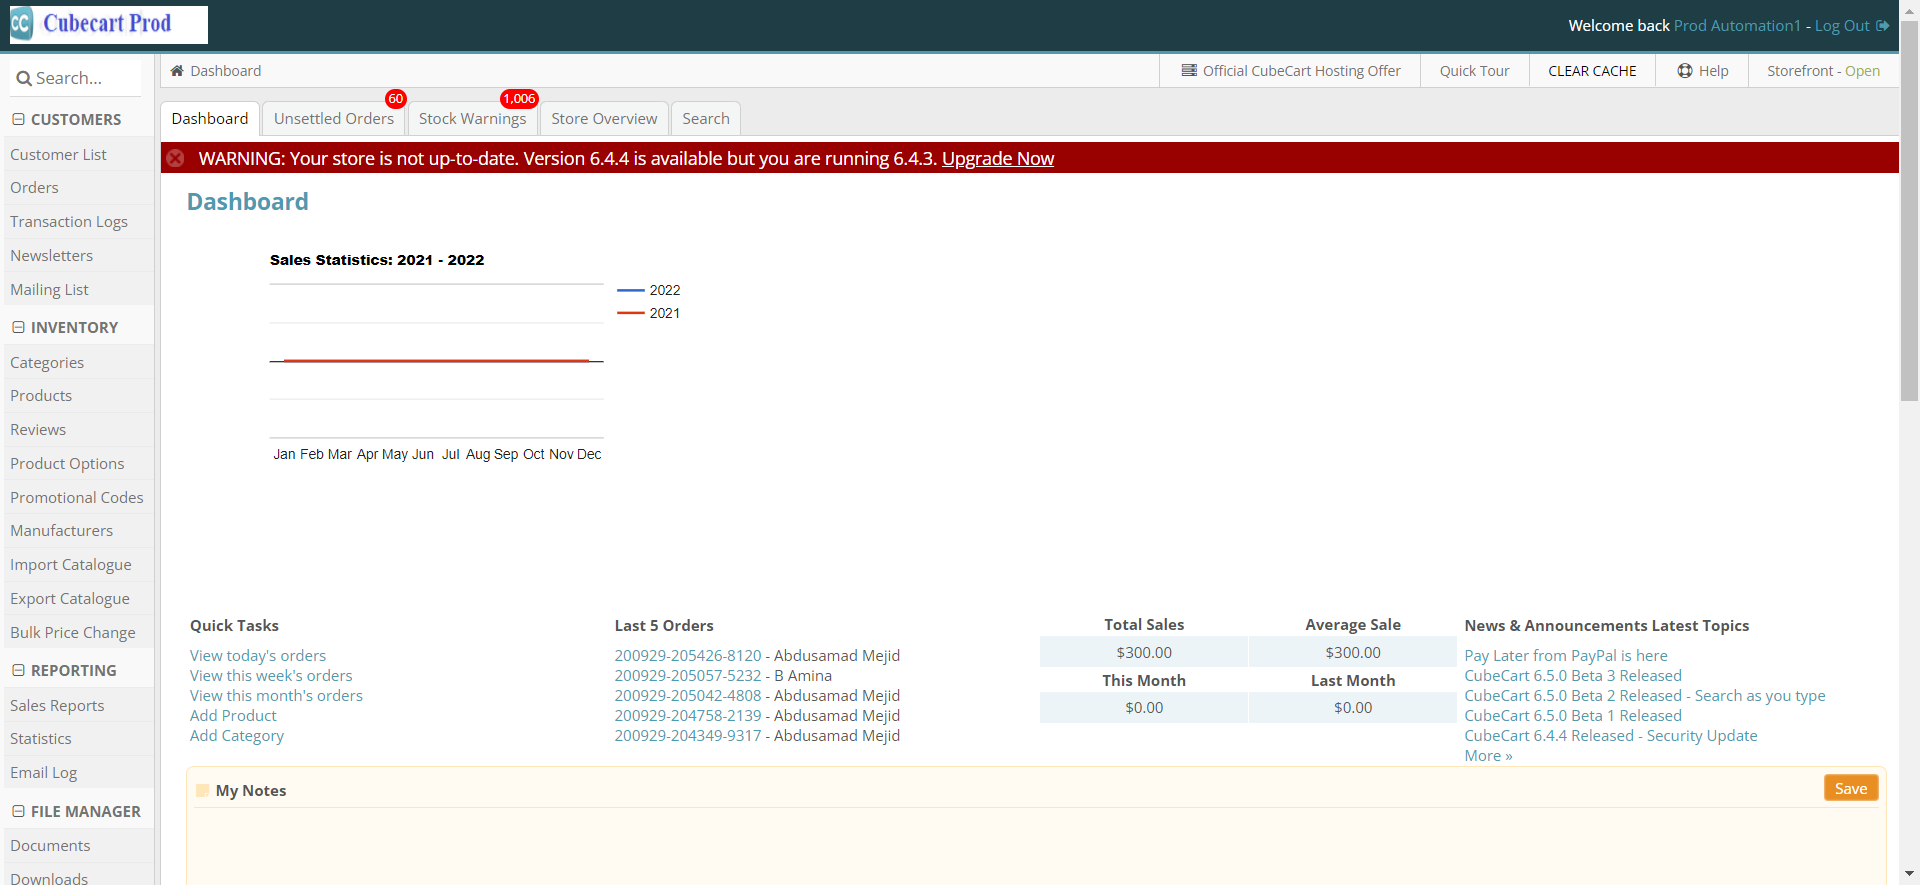 Cubecart Prod
Welcome back Prod Automation1 - Log Out
Search...
Dashboard
Official CubeCart Hosting Offer
Quick Tour
CLEAR CACHE
Help
Storefront - Open
CUSTOMERS
Customer List
Orders
Transaction Logs
Newsletters
Mailing List
INVENTORY
Categories
Products
Reviews
Product Options
Promotional Codes
Manufacturers
Import Catalogue
Export Catalogue
Bulk Price Change
REPORTING
Sales Reports
Statistics
Email Log
FILE MANAGER
Documents
Downloads
Dashboard
Unsettled Orders 60
Stock Warnings 1,006
Store Overview
Search
WARNING: Your store is not up-to-date. Version 6.4.4 is available but you are running 6.4.3. Upgrade Now
Dashboard
Sales Statistics: 2021 - 2022
2022
2021
Jan Feb Mar Apr May Jun Jul Aug Sep Oct Nov Dec
Quick Tasks
View today's orders
View this week's orders
View this month's orders
Add Product
Add Category
Last 5 Orders
200929-205426-8120 - Abdusamad Mejid
200929-205057-5232 - B Amina
200929-205042-4808 - Abdusamad Mejid
200929-204758-2139 - Abdusamad Mejid
200929-204349-9317 - Abdusamad Mejid
Total Sales Average Sale
$300.00 $300.00
This Month Last Month
$0.00 $0.00
News & Announcements Latest Topics
Pay Later from PayPal is here
CubeCart 6.5.0 Beta 3 Released
CubeCart 6.5.0 Beta 2 Released - Search as you type
CubeCart 6.5.0 Beta 1 Released
CubeCart 6.4.4 Released - Security Update
More »
My Notes
Save